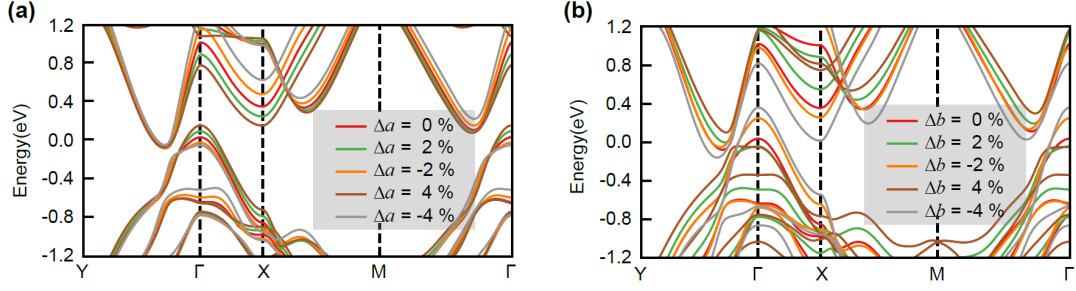 (a)
Energy(eV)
1.2
0.8
0.4
0.0
-0.4
-0.8
-1.2
Δa = 0 %
Δa = 2 %
Δa = -2 %
Δa = 4 %
Δa = -4 %
Y Γ X M Γ
(b)
Energy(eV)
1.2
0.8
0.4
0.0
-0.4
-0.8
-1.2
Δb = 0 %
Δb = 2 %
Δb = -2 %
Δb = 4 %
Δb = -4 %
Y Γ X M Γ